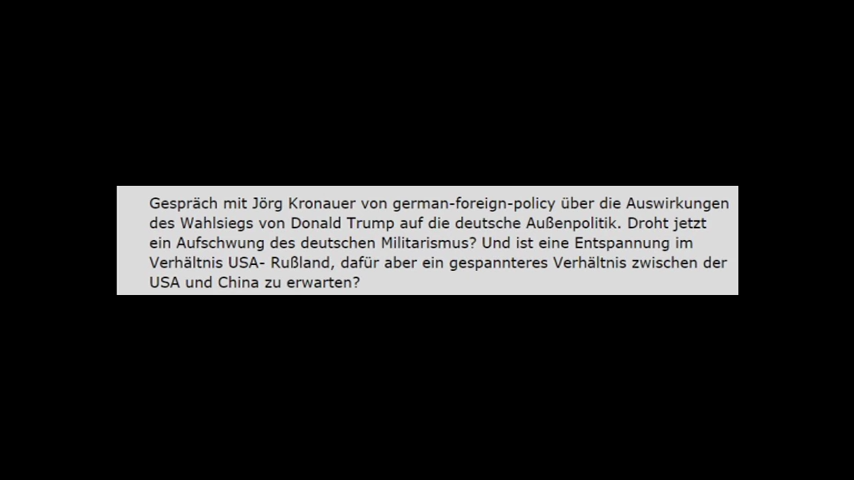 Gespräch mit Jörg Kronauer von german-foreign-policy über die Auswirkungen
des Wahlsiegs von Donald Trump auf die deutsche Außenpolitik. Droht jetzt
ein Aufschwung des deutschen Militarismus? Und ist eine Entspannung im
Verhältnis USA- Rußland, dafür aber ein gespannteres Verhältnis zwischen der
USA und China zu erwarten?